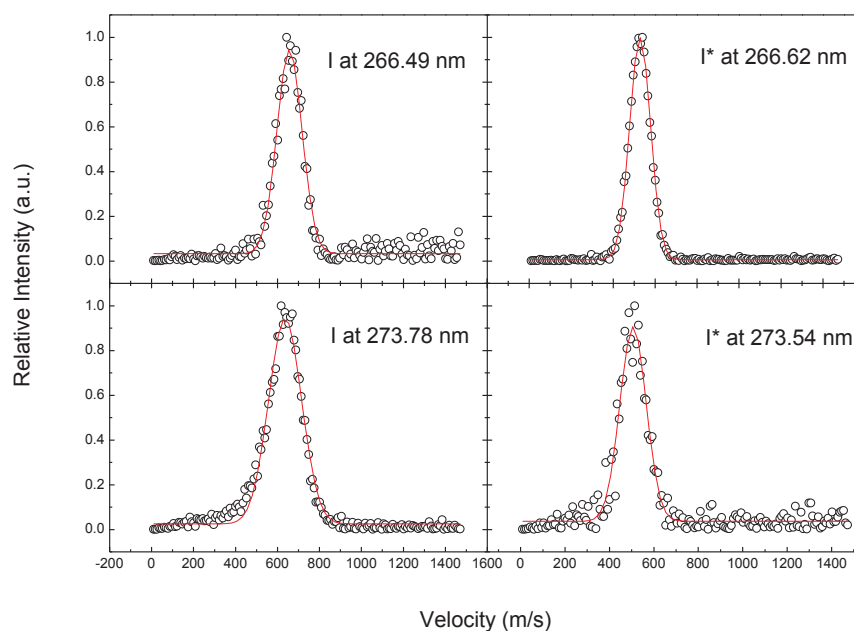 1.0
0.8
0.6
0.4
0.2
0.0
I at 266.49 nm
I* at 266.62 nm
Relative Intensity (a.u.)
1.0
0.8
0.6
0.4
0.2
0.0
I at 273.78 nm
I* at 273.54 nm
-200 0 200 400 600 800 1000 1200 1400 1600 0 200 400 600 800 1000 1200 1400
Velocity (m/s)